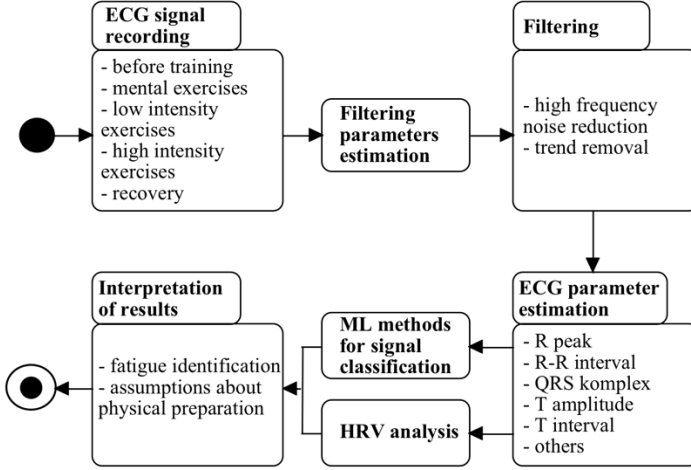 ECG signal
recording
- before training
- mental exercises
- low intensity
exercises
- high intensity
exercises
- recovery
Filtering
parameters
estimation
Filtering
- high frequency
noise reduction
- trend removal
ECG parameter
estimation
- R peak
- R-R interval
- QRS komplex
- T amplitude
- T interval
- others
ML methods
for signal
classification
HRV analysis
Interpretation
of results
- fatigue identification
- assumptions about
physical preparation